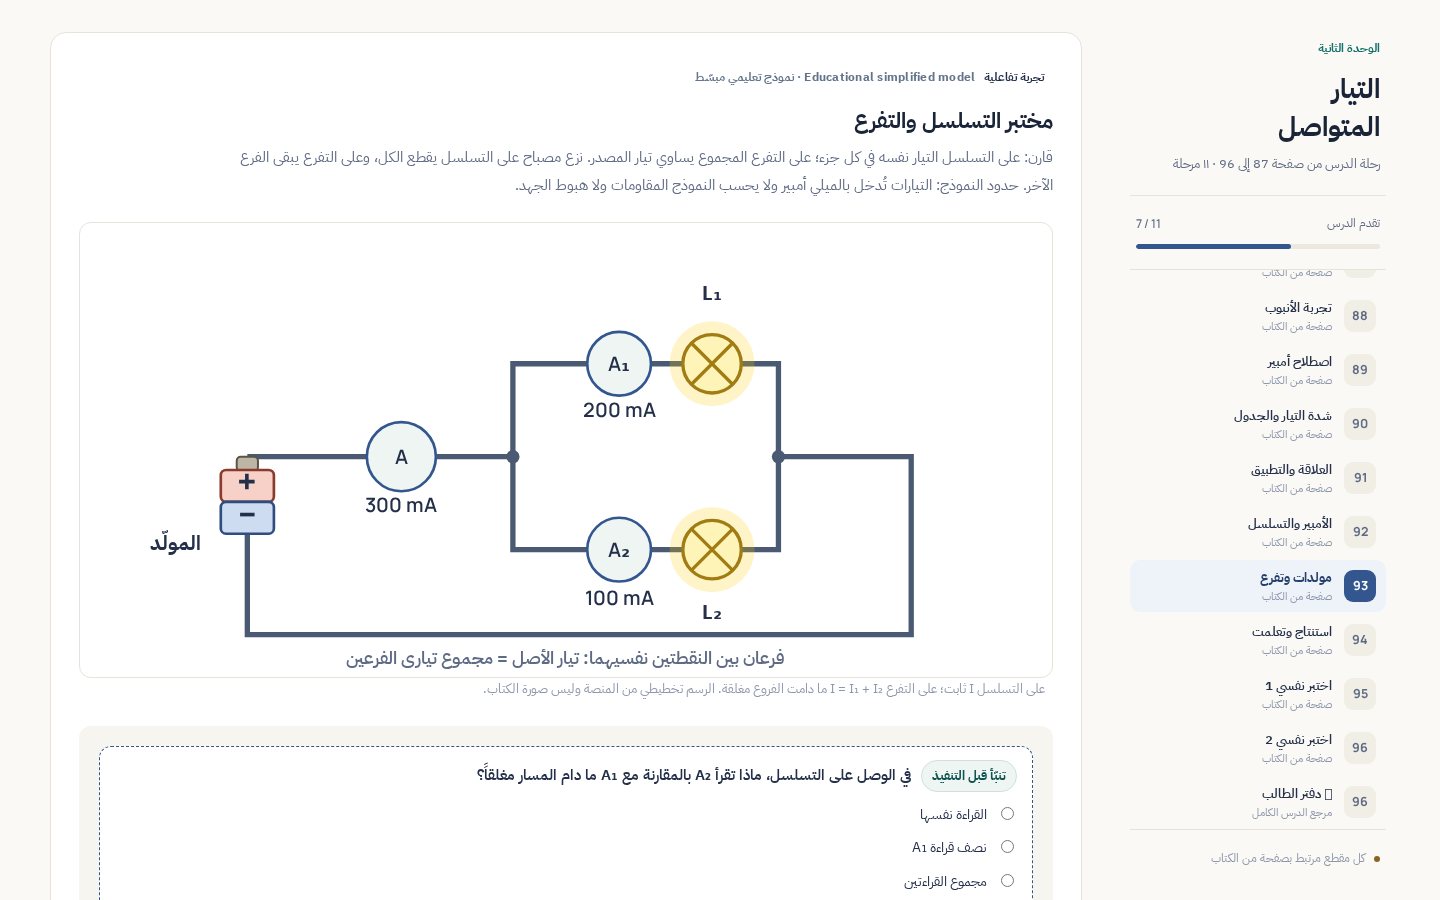 الوحدة الثانية
التيار
المتواصل
رحلة الدرس من صفحة 87 إلى 96 · ١١ مرحلة
تقدم الدرس
7 / 11
صفحة من الكتاب
88
تجربة الأنبوب
صفحة من الكتاب
89
اصطلاح أمبير
صفحة من الكتاب
90
شدة التيار والجدول
صفحة من الكتاب
91
العلاقة والتطبيق
صفحة من الكتاب
92
الأمبير والتسلسل
صفحة من الكتاب
93
مولدات وتفرع
صفحة من الكتاب
94
استنتاج وتعلمت
صفحة من الكتاب
95
اختبر نفسي 1
صفحة من الكتاب
96
اختبر نفسي 2
صفحة من الكتاب
96
دفتر الطالب
مرجع الدرس الكامل
كل مقطع مرتبط بصفحة من الكتاب
تجربة تفاعلية Educational simplified model · نموذج تعليمي مبسّط
مختبر التسلسل والتفرع
قارن: على التسلسل التيار نفسه في كل جزء؛ على التفرع المجموع يساوي تيار المصدر. نزع مصباح على التسلسل يقطع الكل، وعلى التفرع يبقى الفرع
الآخر. حدود النموذج: التيارات تُدخل بالميلي أمبير ولا يحسب النموذج المقاومات ولا هبوط الجهد.
L₁
A₁
200 mA
A
300 mA
+
−
المولّد
A₂
100 mA
L₂
فرعان بين النقطتين نفسيهما: تيار الأصل = مجموع تيارى الفرعين
على التسلسل I ثابت؛ على التفرع I = I₁ + I₂ ما دامت الفروع مغلقة. الرسم تخطيطي من المنصة وليس صورة الكتاب.
تنبّأ قبل التنفيذ
في الوصل على التسلسل، ماذا تقرأ A₂ بالمقارنة مع A₁ ما دام المسار مغلقاً؟
القراءة نفسها
نصف قراءة A₁
مجموع القراءتين